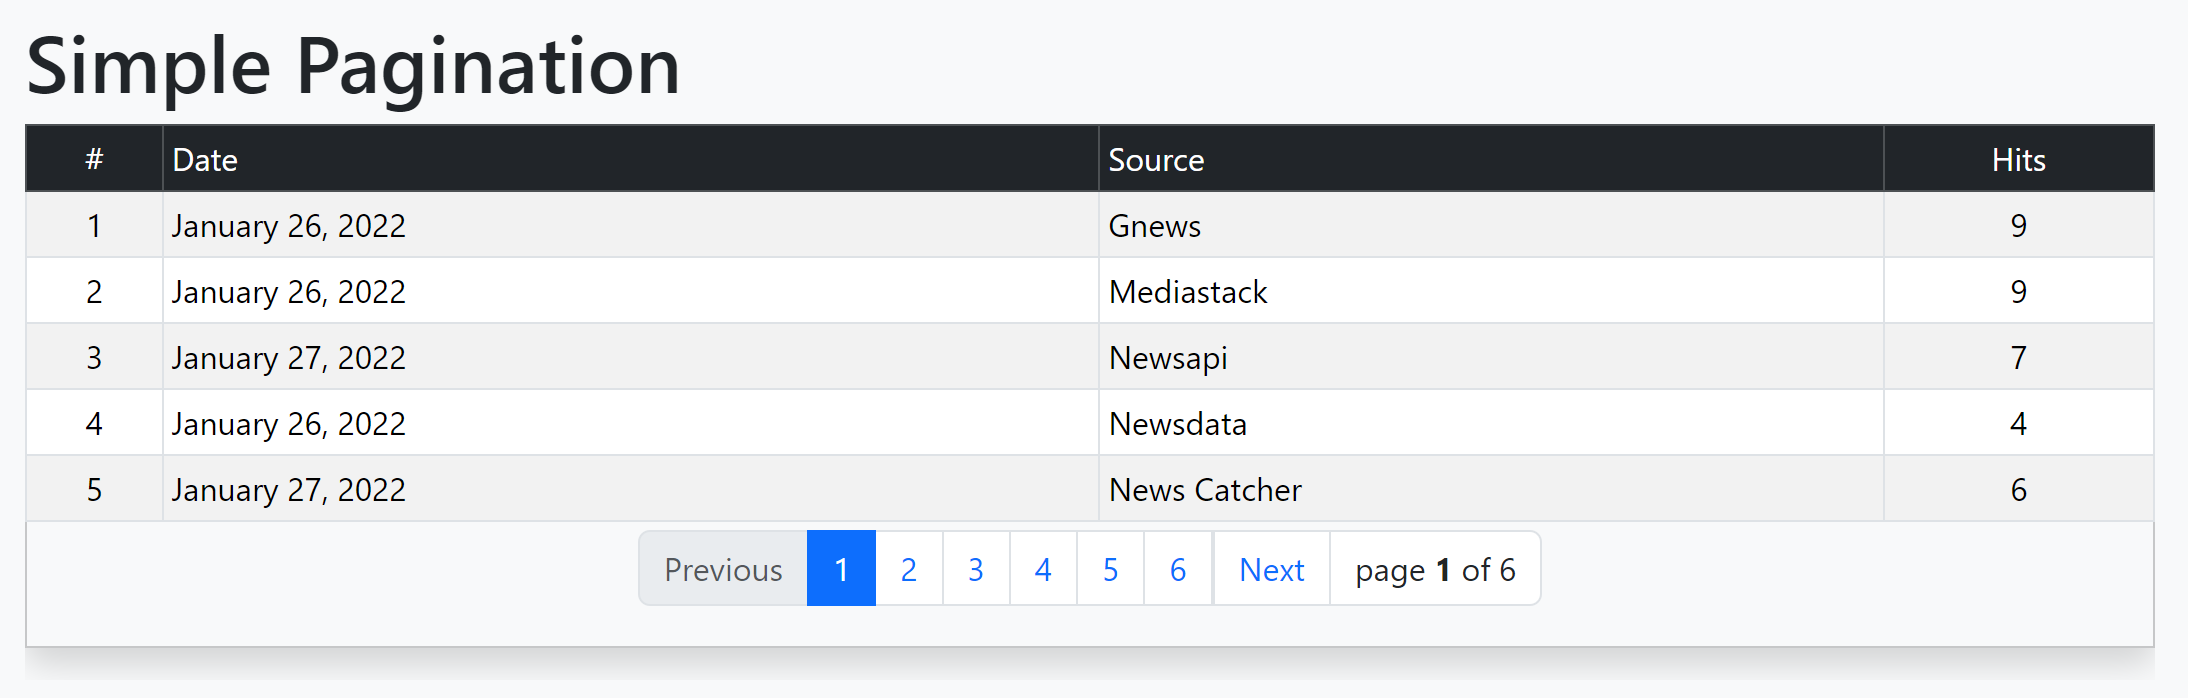 Simple Pagination
# Date Source Hits
1 January 26, 2022 Gnews 9
2 January 26, 2022 Mediastack 9
3 January 27, 2022 Newsapi 7
4 January 26, 2022 Newsdata 4
5 January 27, 2022 News Catcher 6
Previous 1 2 3 4 5 6 Next page 1 of 6